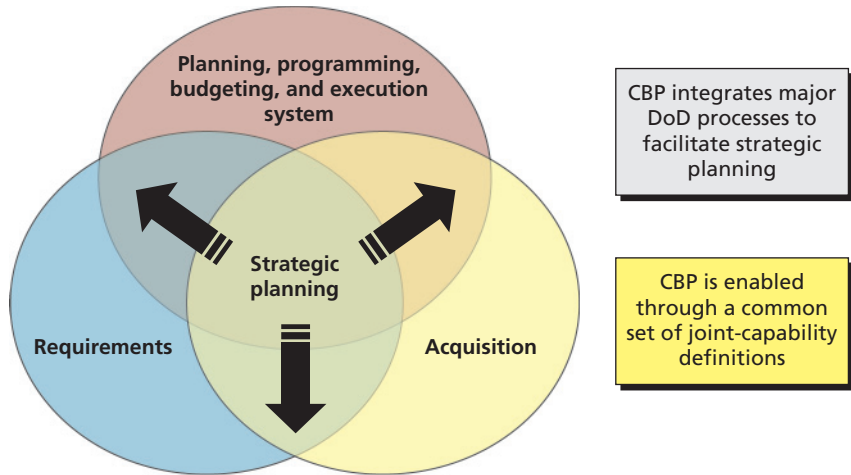 Planning, programming,
budgeting, and execution
system
Strategic
planning
Requirements
Acquisition
CBP integrates major
DoD processes to
facilitate strategic
planning
CBP is enabled
through a common
set of joint-capability
definitions